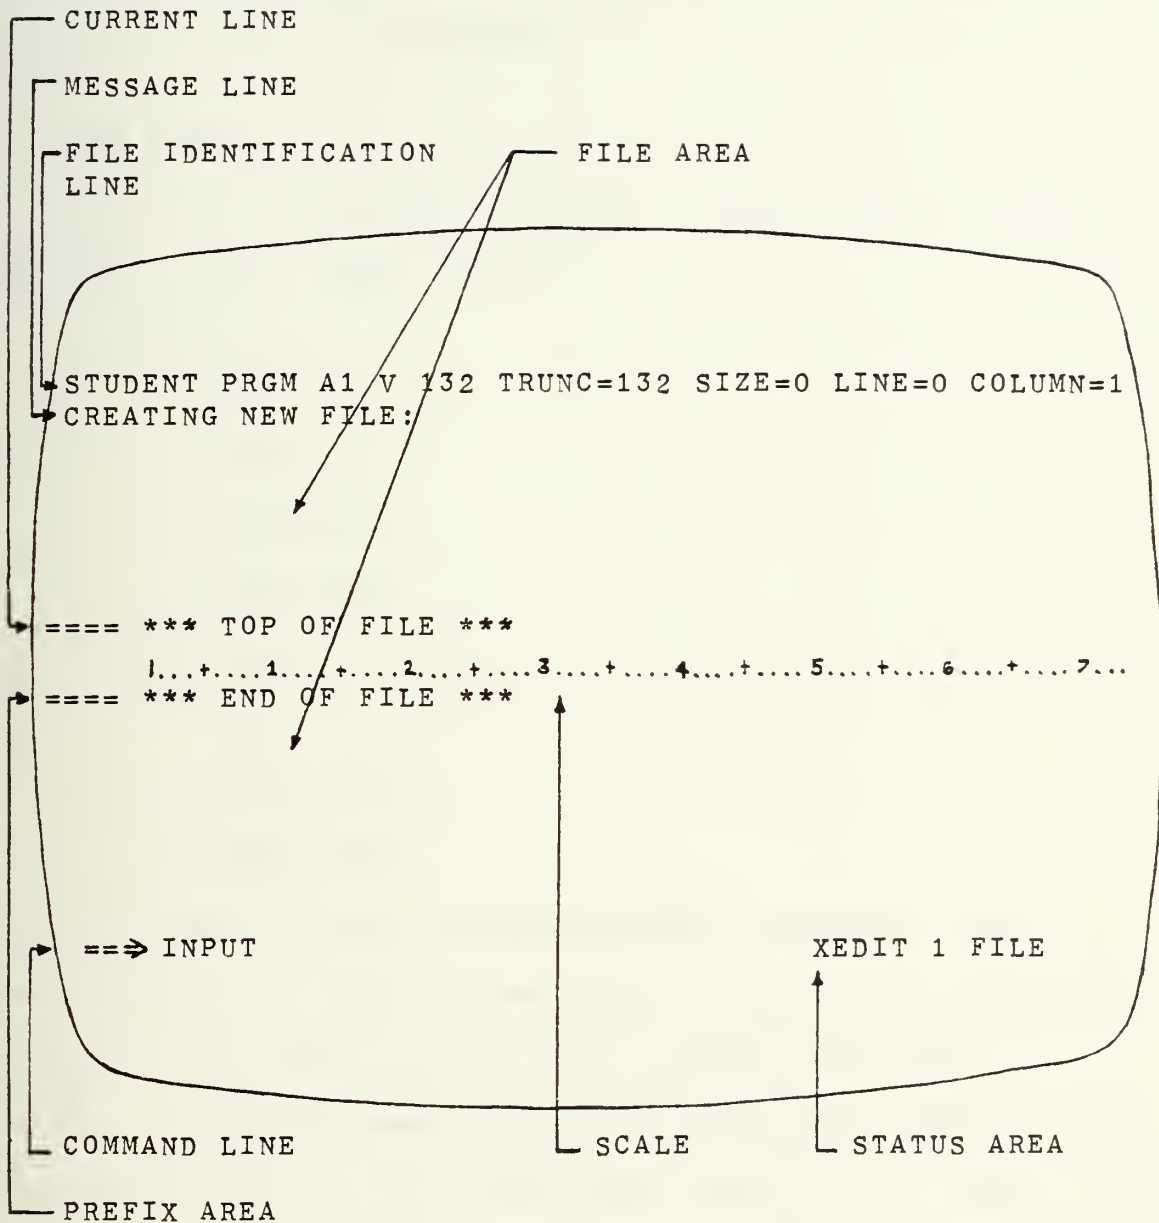 CURRENT LINE
MESSAGE LINE
FILE IDENTIFICATION
LINE
FILE AREA
STUDENT PRGM A1 V 132 TRUNC=132 SIZE=0 LINE=0 COLUMN=1
CREATING NEW FILE:
==== *** TOP OF FILE ***
|...+....1....+....2....+....3....+....4....+....5....+....6....+....7...
==== *** END OF FILE ***
===> INPUT
XEDIT 1 FILE
COMMAND LINE
SCALE
STATUS AREA
PREFIX AREA